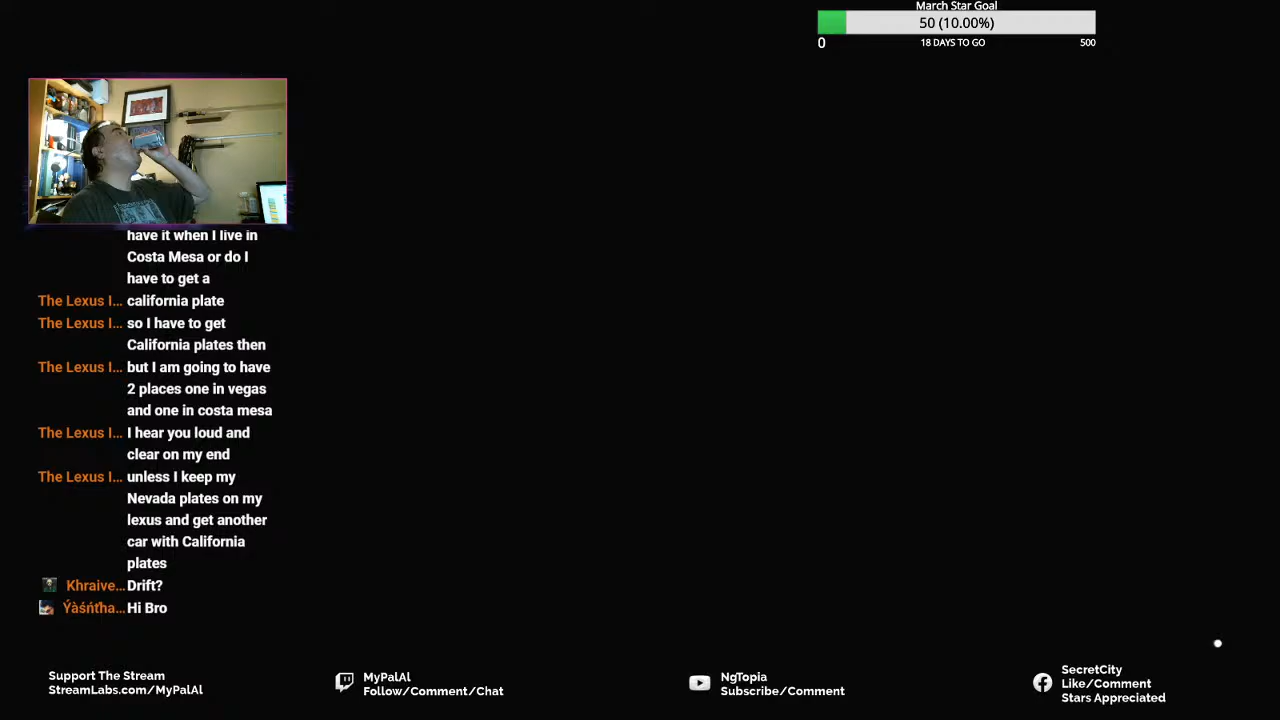 March Star Goal
50 (10.00%)
0
18 DAYS TO GO
500
have it when I live in
Costa Mesa or do I
have to get a
The Lexus I... california plate
The Lexus I... so I have to get
California plates then
The Lexus I... but I am going to have
2 places one in vegas
and one in costa mesa
The Lexus I... I hear you loud and
clear on my end
The Lexus I... unless I keep my
Nevada plates on my
lexus and get another
car with California
plates
Khraive... Drift?
Ýàśńťha... Hi Bro
Support The Stream
StreamLabs.com/MyPalAl
MyPalAl
Follow/Comment/Chat
NgTopia
Subscribe/Comment
SecretCity
Like/Comment
Stars Appreciated